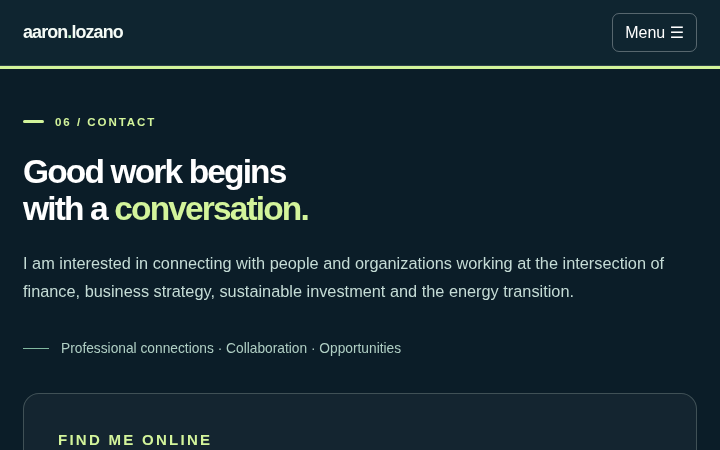 aaron.lozano
Menu ☰
06 / CONTACT
Good work begins
with a conversation.
I am interested in connecting with people and organizations working at the intersection of
finance, business strategy, sustainable investment and the energy transition.
Professional connections · Collaboration · Opportunities
FIND ME ONLINE